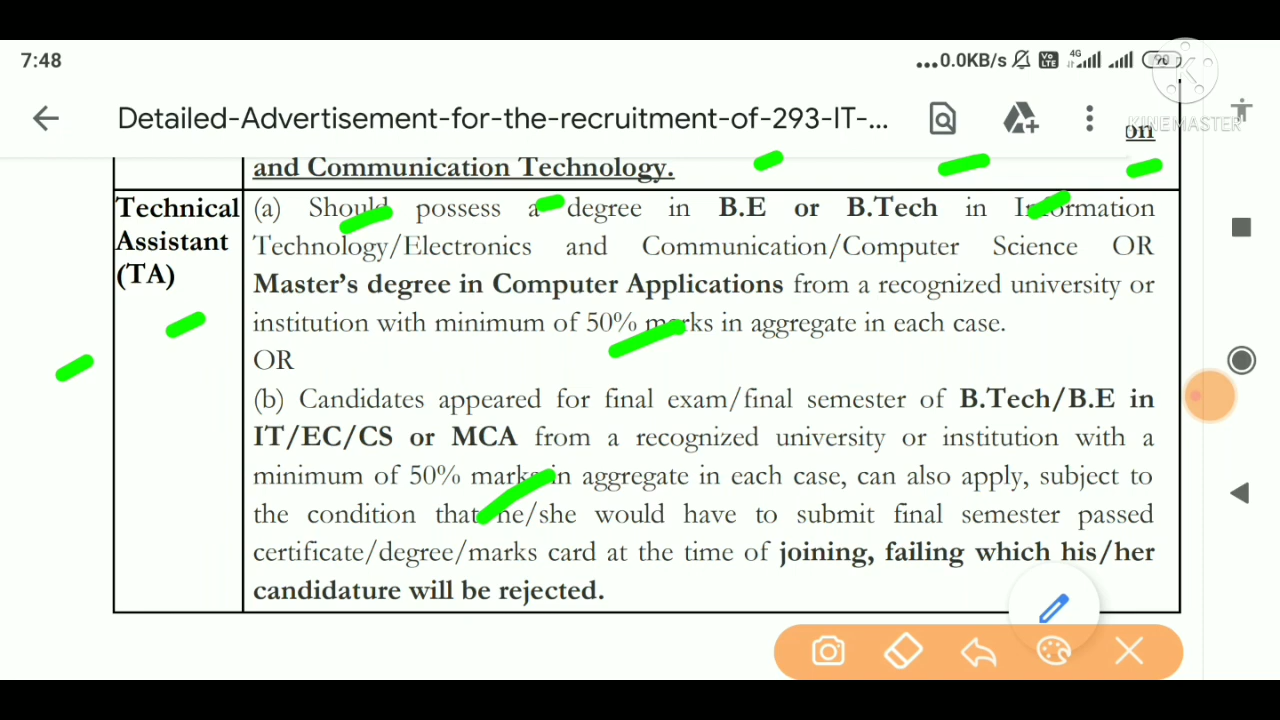 7:48
...0.0KB/s Vo LTE 4G 90
Detailed-Advertisement-for-the-recruitment-of-293-IT-...
KINEMASTER
on
and Communication Technology.
Technical
Assistant
(TA)
(a) Should possess a degree in B.E or B.Tech in Information
Technology/Electronics and Communication/Computer Science OR
Master's degree in Computer Applications from a recognized university or
institution with minimum of 50% marks in aggregate in each case.
OR
(b) Candidates appeared for final exam/final semester of B.Tech/B.E in
IT/EC/CS or MCA from a recognized university or institution with a
minimum of 50% marks in aggregate in each case, can also apply, subject to
the condition that he/she would have to submit final semester passed
certificate/degree/marks card at the time of joining, failing which his/her
candidature will be rejected.